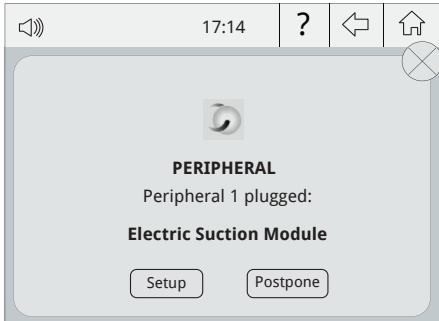 17:14 ?
PERIPHERAL
Peripheral 1 plugged:
Electric Suction Module
Setup Postpone